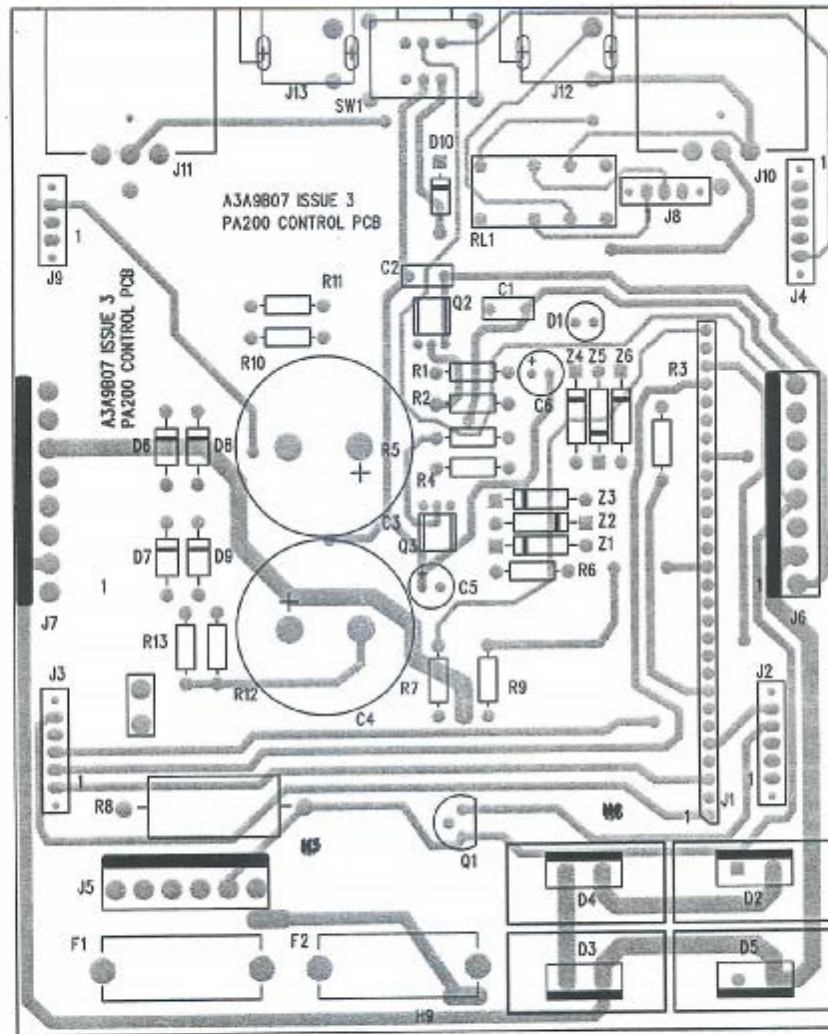 J13
SW1
J12
D10
J11
J10
1
A3A9B07 ISSUE 3
PA200 CONTROL PCB
J8
RL1
1
J9
J4
C2
R11
Q2
C1
D1
A3A9B07 ISSUE 3
PA200 CONTROL PCB
R10
Z4 Z5 Z6
R3
R1
+
C6
R2
D6 D8
R5
+
R4
Z3
C3
Z2
Q3
Z1
D7 D9
R6
1
C5
1
+
J7
J6
R13
J3
R12
R7
R9
J2
C4
1
1
R8
J1
1
Q1
J5
D4
D2
F1
F2
D3
D5
H9